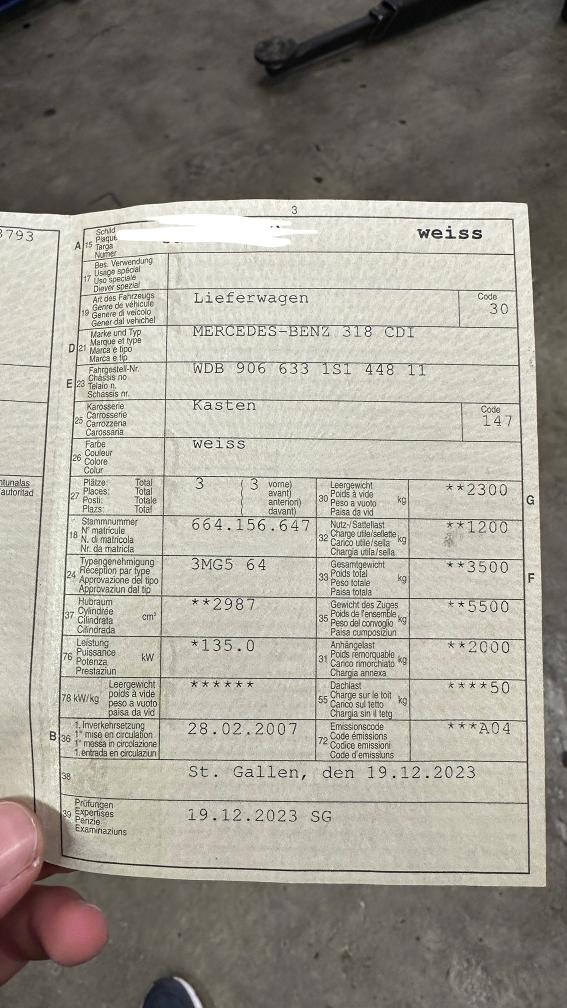 3
3793
A 15 Schild
Plaque
Targa
Numer
weiss
17 Bes. Verwendung
Usage spécial
Uso speciale
Diever spezial
19 Art des Fahrzeugs
Genre de véhicule
Genere di veicolo
Gener dal vehichel
Lieferwagen
Code
30
D 21 Marke und Typ
Marque et type
Marca e tipo
Marca e tip
MERCEDES-BENZ 318 CDI
E 23 Fahrgestell-Nr.
Châssis no
Telaio n.
Schassis nr.
WDB 906 633 1S1 448 11
25 Karosserie
Carrosserie
Carrozzeria
Carossaria
Kasten
Code
147
26 Farbe
Couleur
Colore
Colur
weiss
27 Plätze: Total
Places: Total
Posti: Totale
Plazs: Total
3 ( 3 vorne)
( avant)
( anteriori)
( davant)
30 Leergewicht
Poids à vide
Peso a vuoto kg
Paisa da vid
**2300
G
18 Stammnummer
N° matricule
N. di matricola
Nr. da matricla
664.156.647
32 Nutz-/Sattellast
Charge utile/sellette kg
Carico utile/sella
Chargia utila/sella
**1200
24 Typengenehmigung
Réception par type
Approvazione del tipo
Approvaziun dal tip
3MG5 64
33 Gesamtgewicht
Poids total
Peso totale kg
Paisa totala
**3500
F
37 Hubraum
Cylindrée cm³
Cilindrata
Cilindrada
**2987
35 Gewicht des Zuges
Poids de l'ensemble
Peso del convoglio kg
Paisa cumposiziun
**5500
76 Leistung
Puissance kW
Potenza
Prestaziun
*135.0
31 Anhängelast
Poids remorquable
Carico rimorchiato kg
Chargia annexa
**2000
78 kW/kg Leergewicht
poids à vide
peso a vuoto
paisa da vid
******
55 Dachlast
Charge sur le toit kg
Carico sul tetto
Chargia sin il tetg
****50
B 36 1. Inverkehrsetzung
1re mise en circulation
1a messa in circolazione
1. entrada en circulaziun
28.02.2007
72 Emissionscode
Code émissions
Codice emissioni
Code d'emissiuns
***A04
38
St. Gallen, den 19.12.2023
39 Prüfungen
Expertises
Perizie
Examinaziuns
19.12.2023 SG